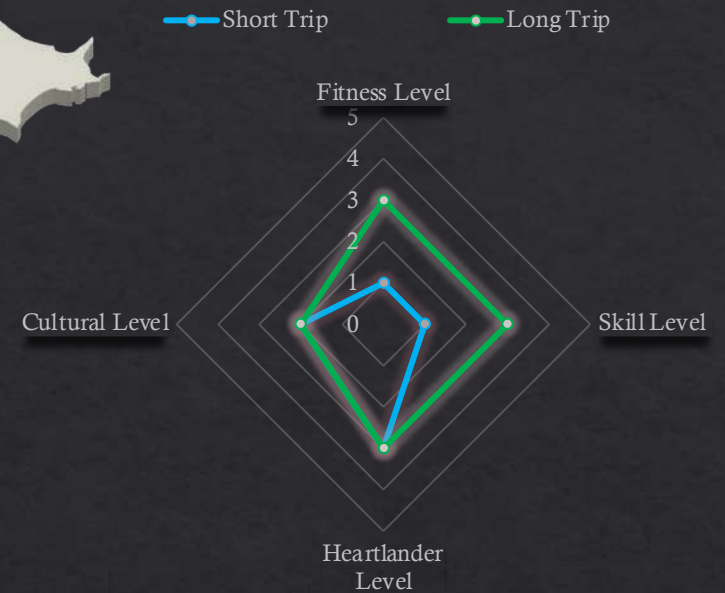 Short Trip
Long Trip
Fitness Level
5
4
3
2
1
0
Cultural Level
Skill Level
Heartlander
Level